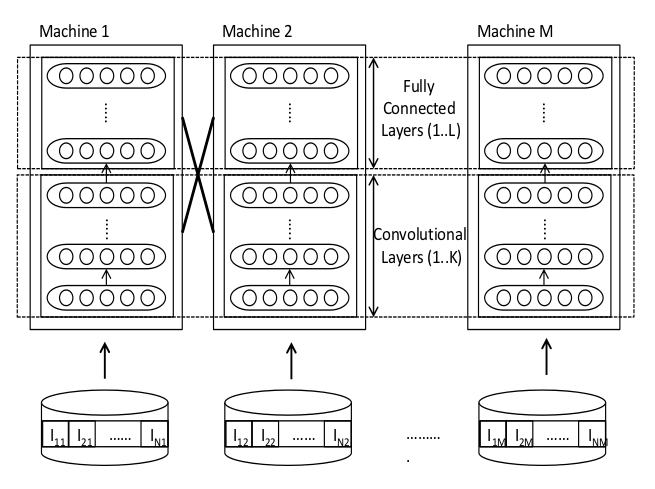 Machine 1
Machine 2
Machine M
Fully
Connected
Layers (1..L)
Convolutional
Layers (1..K)
I11 I21 ...... IN1
I12 I22 ...... IN2
..........
I1M I2M ...... INM